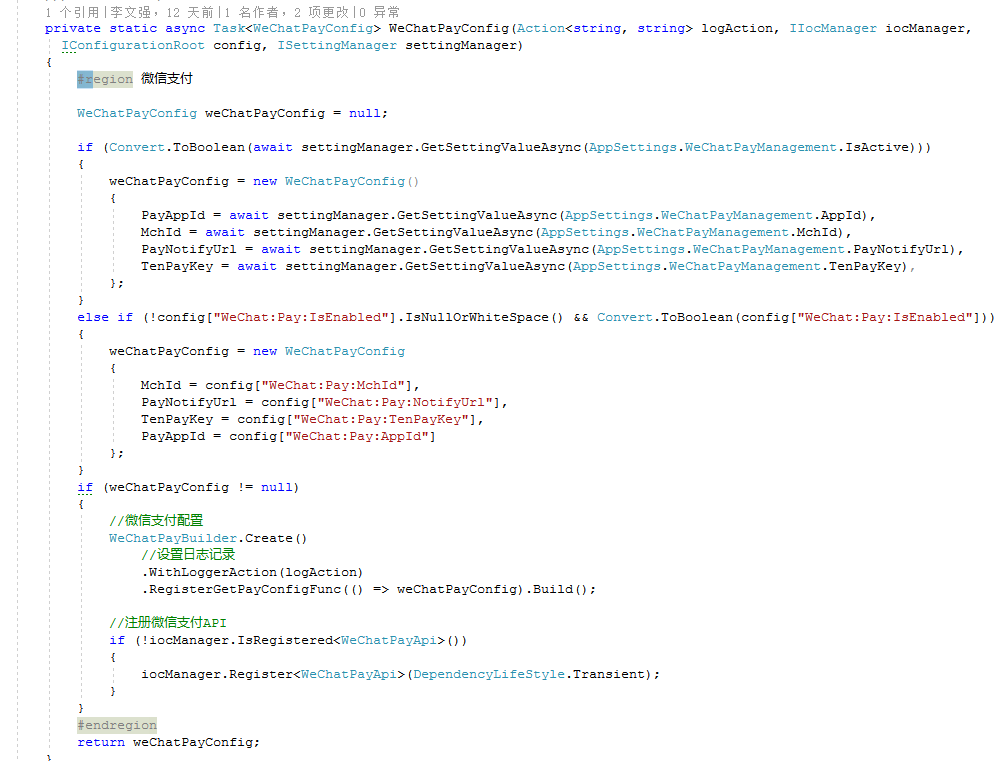 1 个引用|李文强，12 天前|1 名作者，2 项更改|0 异常
private static async Task<WeChatPayConfig> WeChatPayConfig(Action<string, string> logAction, IIocManager iocManager,
IConfigurationRoot config, ISettingManager settingManager)
{
#region 微信支付
WeChatPayConfig weChatPayConfig = null;
if (Convert.ToBoolean(await settingManager.GetSettingValueAsync(AppSettings.WeChatPayManagement.IsActive)))
{
weChatPayConfig = new WeChatPayConfig()
{
PayAppId = await settingManager.GetSettingValueAsync(AppSettings.WeChatPayManagement.AppId),
MchId = await settingManager.GetSettingValueAsync(AppSettings.WeChatPayManagement.MchId),
PayNotifyUrl = await settingManager.GetSettingValueAsync(AppSettings.WeChatPayManagement.PayNotifyUrl),
TenPayKey = await settingManager.GetSettingValueAsync(AppSettings.WeChatPayManagement.TenPayKey),
};
}
else if (!config["WeChat:Pay:IsEnabled"].IsNullOrWhiteSpace() && Convert.ToBoolean(config["WeChat:Pay:IsEnabled"]))
{
weChatPayConfig = new WeChatPayConfig
{
MchId = config["WeChat:Pay:MchId"],
PayNotifyUrl = config["WeChat:Pay:NotifyUrl"],
TenPayKey = config["WeChat:Pay:TenPayKey"],
PayAppId = config["WeChat:Pay:AppId"]
};
}
if (weChatPayConfig != null)
{
//微信支付配置
WeChatPayBuilder.Create()
//设置日志记录
.WithLoggerAction(logAction)
.RegisterGetPayConfigFunc(() => weChatPayConfig).Build();
//注册微信支付API
if (!iocManager.IsRegistered<WeChatPayApi>())
{
iocManager.Register<WeChatPayApi>(DependencyLifeStyle.Transient);
}
}
#endregion
return weChatPayConfig;
}